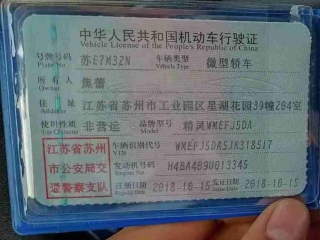 中华人民共和国机动车行驶证
Vehicle License of the People's Republic of China
号牌号码 苏E7M32N 车辆类型 微型轿车
Plate No. Vehicle Type
所有人 焦蕾
Owner
住址 江苏省苏州市工业园区星湖花园39幢204室
Address
使用性质 非营运 品牌型号 精灵WMEFJ5DA
Use Character Model
江苏省苏州市公安局交通警察支队
车辆识别代号 WMEFJ5DA5JK318517
VIN
发动机号码 H4BA409U013345
Engine No.
注册日期 2018-10-15 发证日期 2018-10-15
Register Date Issue Date